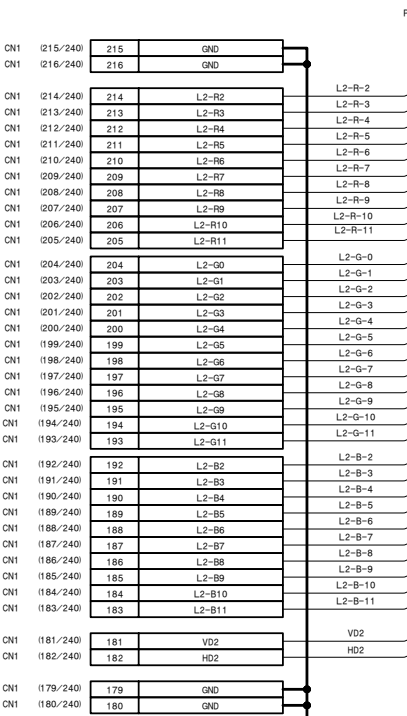 P
CN1 (215/240) 215 GND
CN1 (216/240) 216 GND
CN1 (214/240) 214 L2-R2 L2-R-2
CN1 (213/240) 213 L2-R3 L2-R-3
CN1 (212/240) 212 L2-R4 L2-R-4
CN1 (211/240) 211 L2-R5 L2-R-5
CN1 (210/240) 210 L2-R6 L2-R-6
CN1 (209/240) 209 L2-R7 L2-R-7
CN1 (208/240) 208 L2-R8 L2-R-8
CN1 (207/240) 207 L2-R9 L2-R-9
CN1 (206/240) 206 L2-R10 L2-R-10
CN1 (205/240) 205 L2-R11 L2-R-11
CN1 (204/240) 204 L2-G0 L2-G-0
CN1 (203/240) 203 L2-G1 L2-G-1
CN1 (202/240) 202 L2-G2 L2-G-2
CN1 (201/240) 201 L2-G3 L2-G-3
CN1 (200/240) 200 L2-G4 L2-G-4
CN1 (199/240) 199 L2-G5 L2-G-5
CN1 (198/240) 198 L2-G6 L2-G-6
CN1 (197/240) 197 L2-G7 L2-G-7
CN1 (196/240) 196 L2-G8 L2-G-8
CN1 (195/240) 195 L2-G9 L2-G-9
CN1 (194/240) 194 L2-G10 L2-G-10
CN1 (193/240) 193 L2-G11 L2-G-11
CN1 (192/240) 192 L2-B2 L2-B-2
CN1 (191/240) 191 L2-B3 L2-B-3
CN1 (190/240) 190 L2-B4 L2-B-4
CN1 (189/240) 189 L2-B5 L2-B-5
CN1 (188/240) 188 L2-B6 L2-B-6
CN1 (187/240) 187 L2-B7 L2-B-7
CN1 (186/240) 186 L2-B8 L2-B-8
CN1 (185/240) 185 L2-B9 L2-B-9
CN1 (184/240) 184 L2-B10 L2-B-10
CN1 (183/240) 183 L2-B11 L2-B-11
CN1 (181/240) 181 VD2 VD2
CN1 (182/240) 182 HD2 HD2
CN1 (179/240) 179 GND
CN1 (180/240) 180 GND